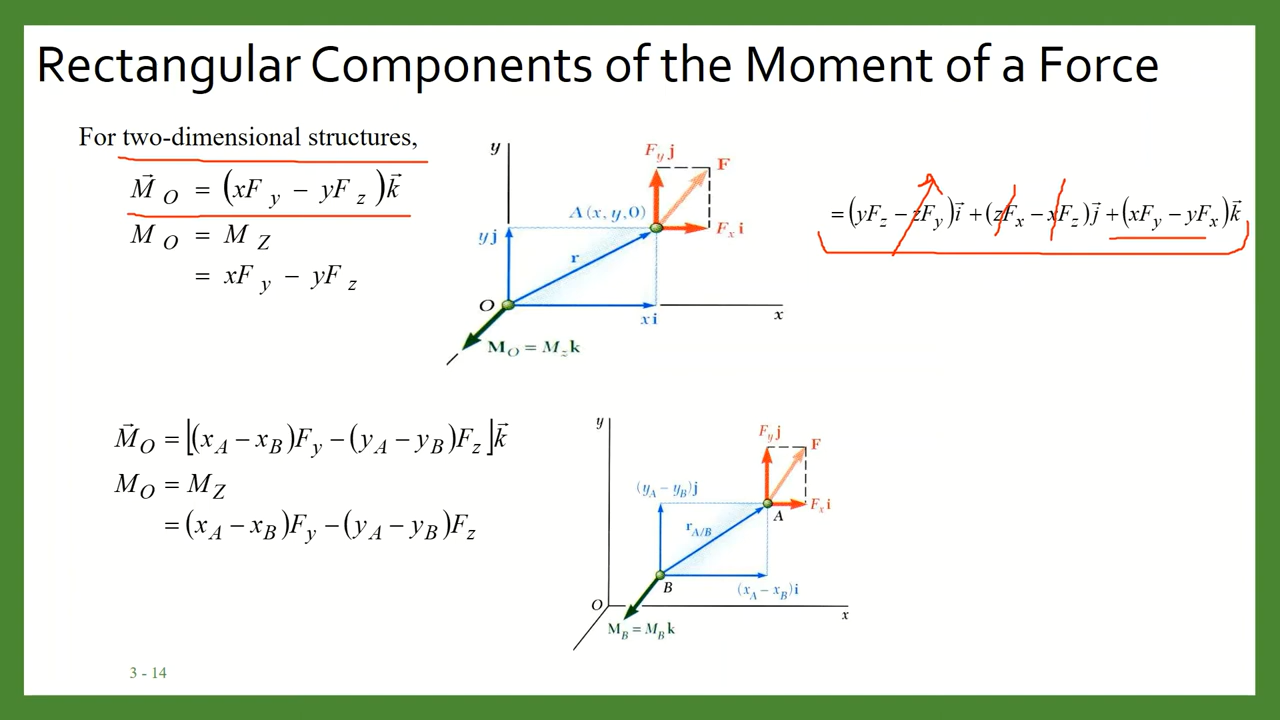 Rectangular Components of the Moment of a Force
For two-dimensional structures,
M⃗_O = (xF_y − yF_z)k⃗
M_O = M_Z
= xF_y − yF_z
y
F_y j
F
A(x, y, 0)
F_x i
y j
r
O
x i
x
M_O = M_z k
= (yF_z − zF_y)i⃗ + (zF_x − xF_z)j⃗ + (xF_y − yF_x)k⃗
M⃗_O = [(x_A − x_B)F_y − (y_A − y_B)F_z]k⃗
M_O = M_Z
= (x_A − x_B)F_y − (y_A − y_B)F_z
y
F_y j
F
(y_A − y_B)j
F_x i
A
r_A/B
B
(x_A − x_B)i
O
x
M_B = M_B k
3 - 14